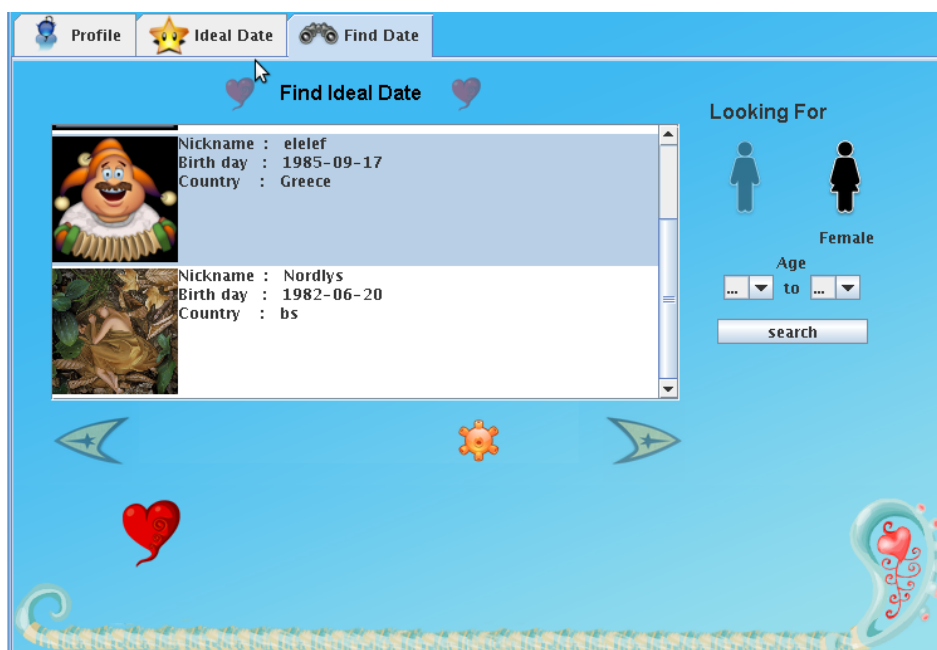 Profile
Ideal Date
Find Date
Find Ideal Date
Nickname : elelef
Birth day : 1985-09-17
Country : Greece
Nickname : Nordlys
Birth day : 1982-06-20
Country : bs
Looking For
Female
Age
... to ...
search